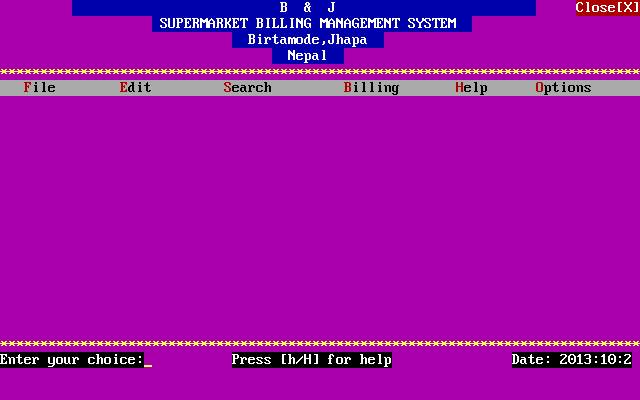 B & J Close[X]
SUPERMARKET BILLING MANAGEMENT SYSTEM
Birtamode,Jhapa
Nepal
File Edit Search Billing Help Options
Enter your choice:_ Press [h/H] for help Date: 2013:10:2